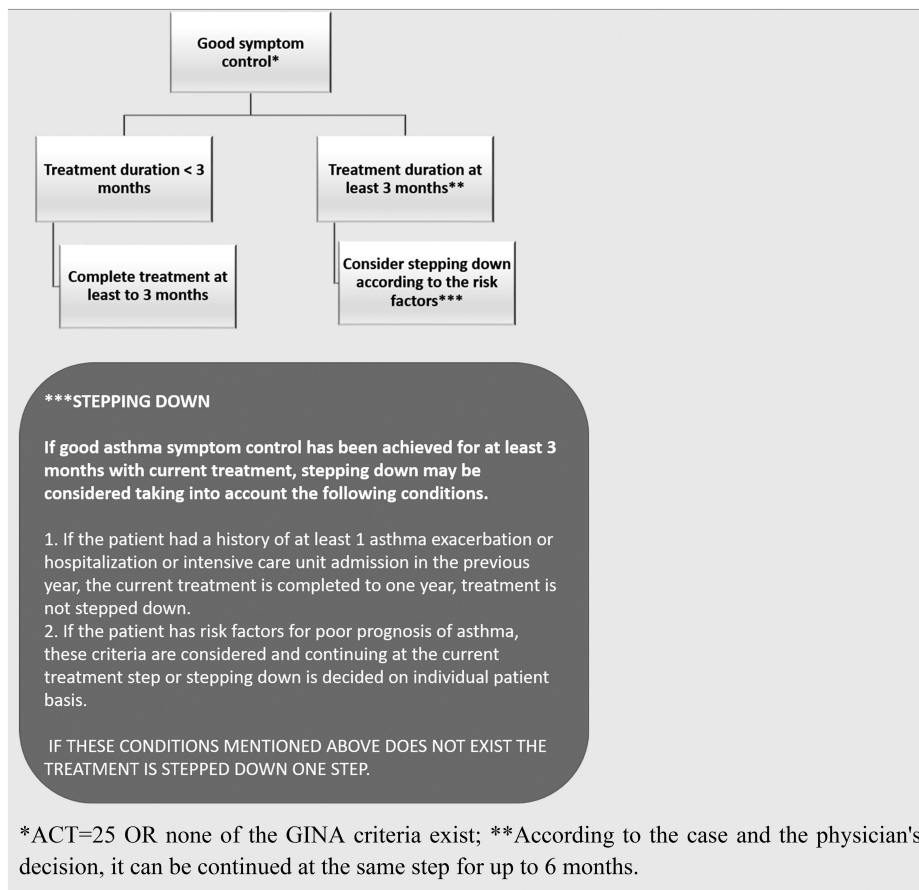 Good symptom
control*
Treatment duration < 3
months
Treatment duration at
least 3 months**
Complete treatment at
least to 3 months
Consider stepping down
according to the risk
factors***
***STEPPING DOWN
If good asthma symptom control has been achieved for at least 3
months with current treatment, stepping down may be
considered taking into account the following conditions.
1. If the patient had a history of at least 1 asthma exacerbation or
hospitalization or intensive care unit admission in the previous
year, the current treatment is completed to one year, treatment is
not stepped down.
2. If the patient has risk factors for poor prognosis of asthma,
these criteria are considered and continuing at the current
treatment step or stepping down is decided on individual patient
basis.
IF THESE CONDITIONS MENTIONED ABOVE DOES NOT EXIST THE
TREATMENT IS STEPPED DOWN ONE STEP.
*ACT=25 OR none of the GINA criteria exist; **According to the case and the physician's
decision, it can be continued at the same step for up to 6 months.